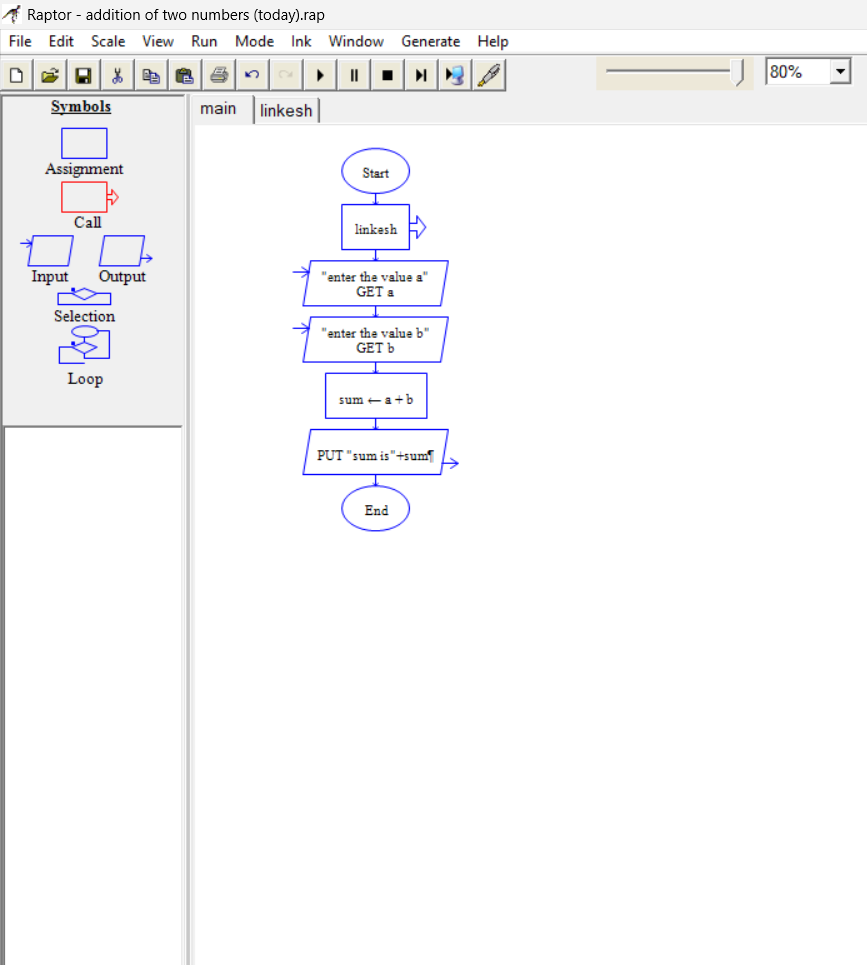 Raptor - addition of two numbers (today).rap
File Edit Scale View Run Mode Ink Window Generate Help
80%
Symbols
Assignment
Call
Input Output
Selection
Loop
main linkesh
Start
linkesh
"enter the value a"
GET a
"enter the value b"
GET b
sum ← a + b
PUT "sum is"+sum¶
End